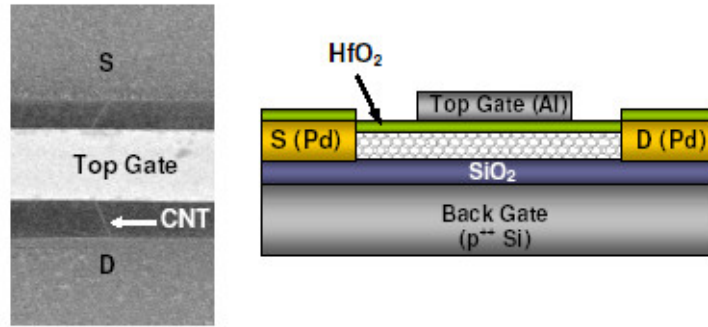 S
Top Gate
CNT
D
HfO₂
Top Gate (Al)
S (Pd)
D (Pd)
SiO₂
Back Gate
(p⁺⁺ Si)